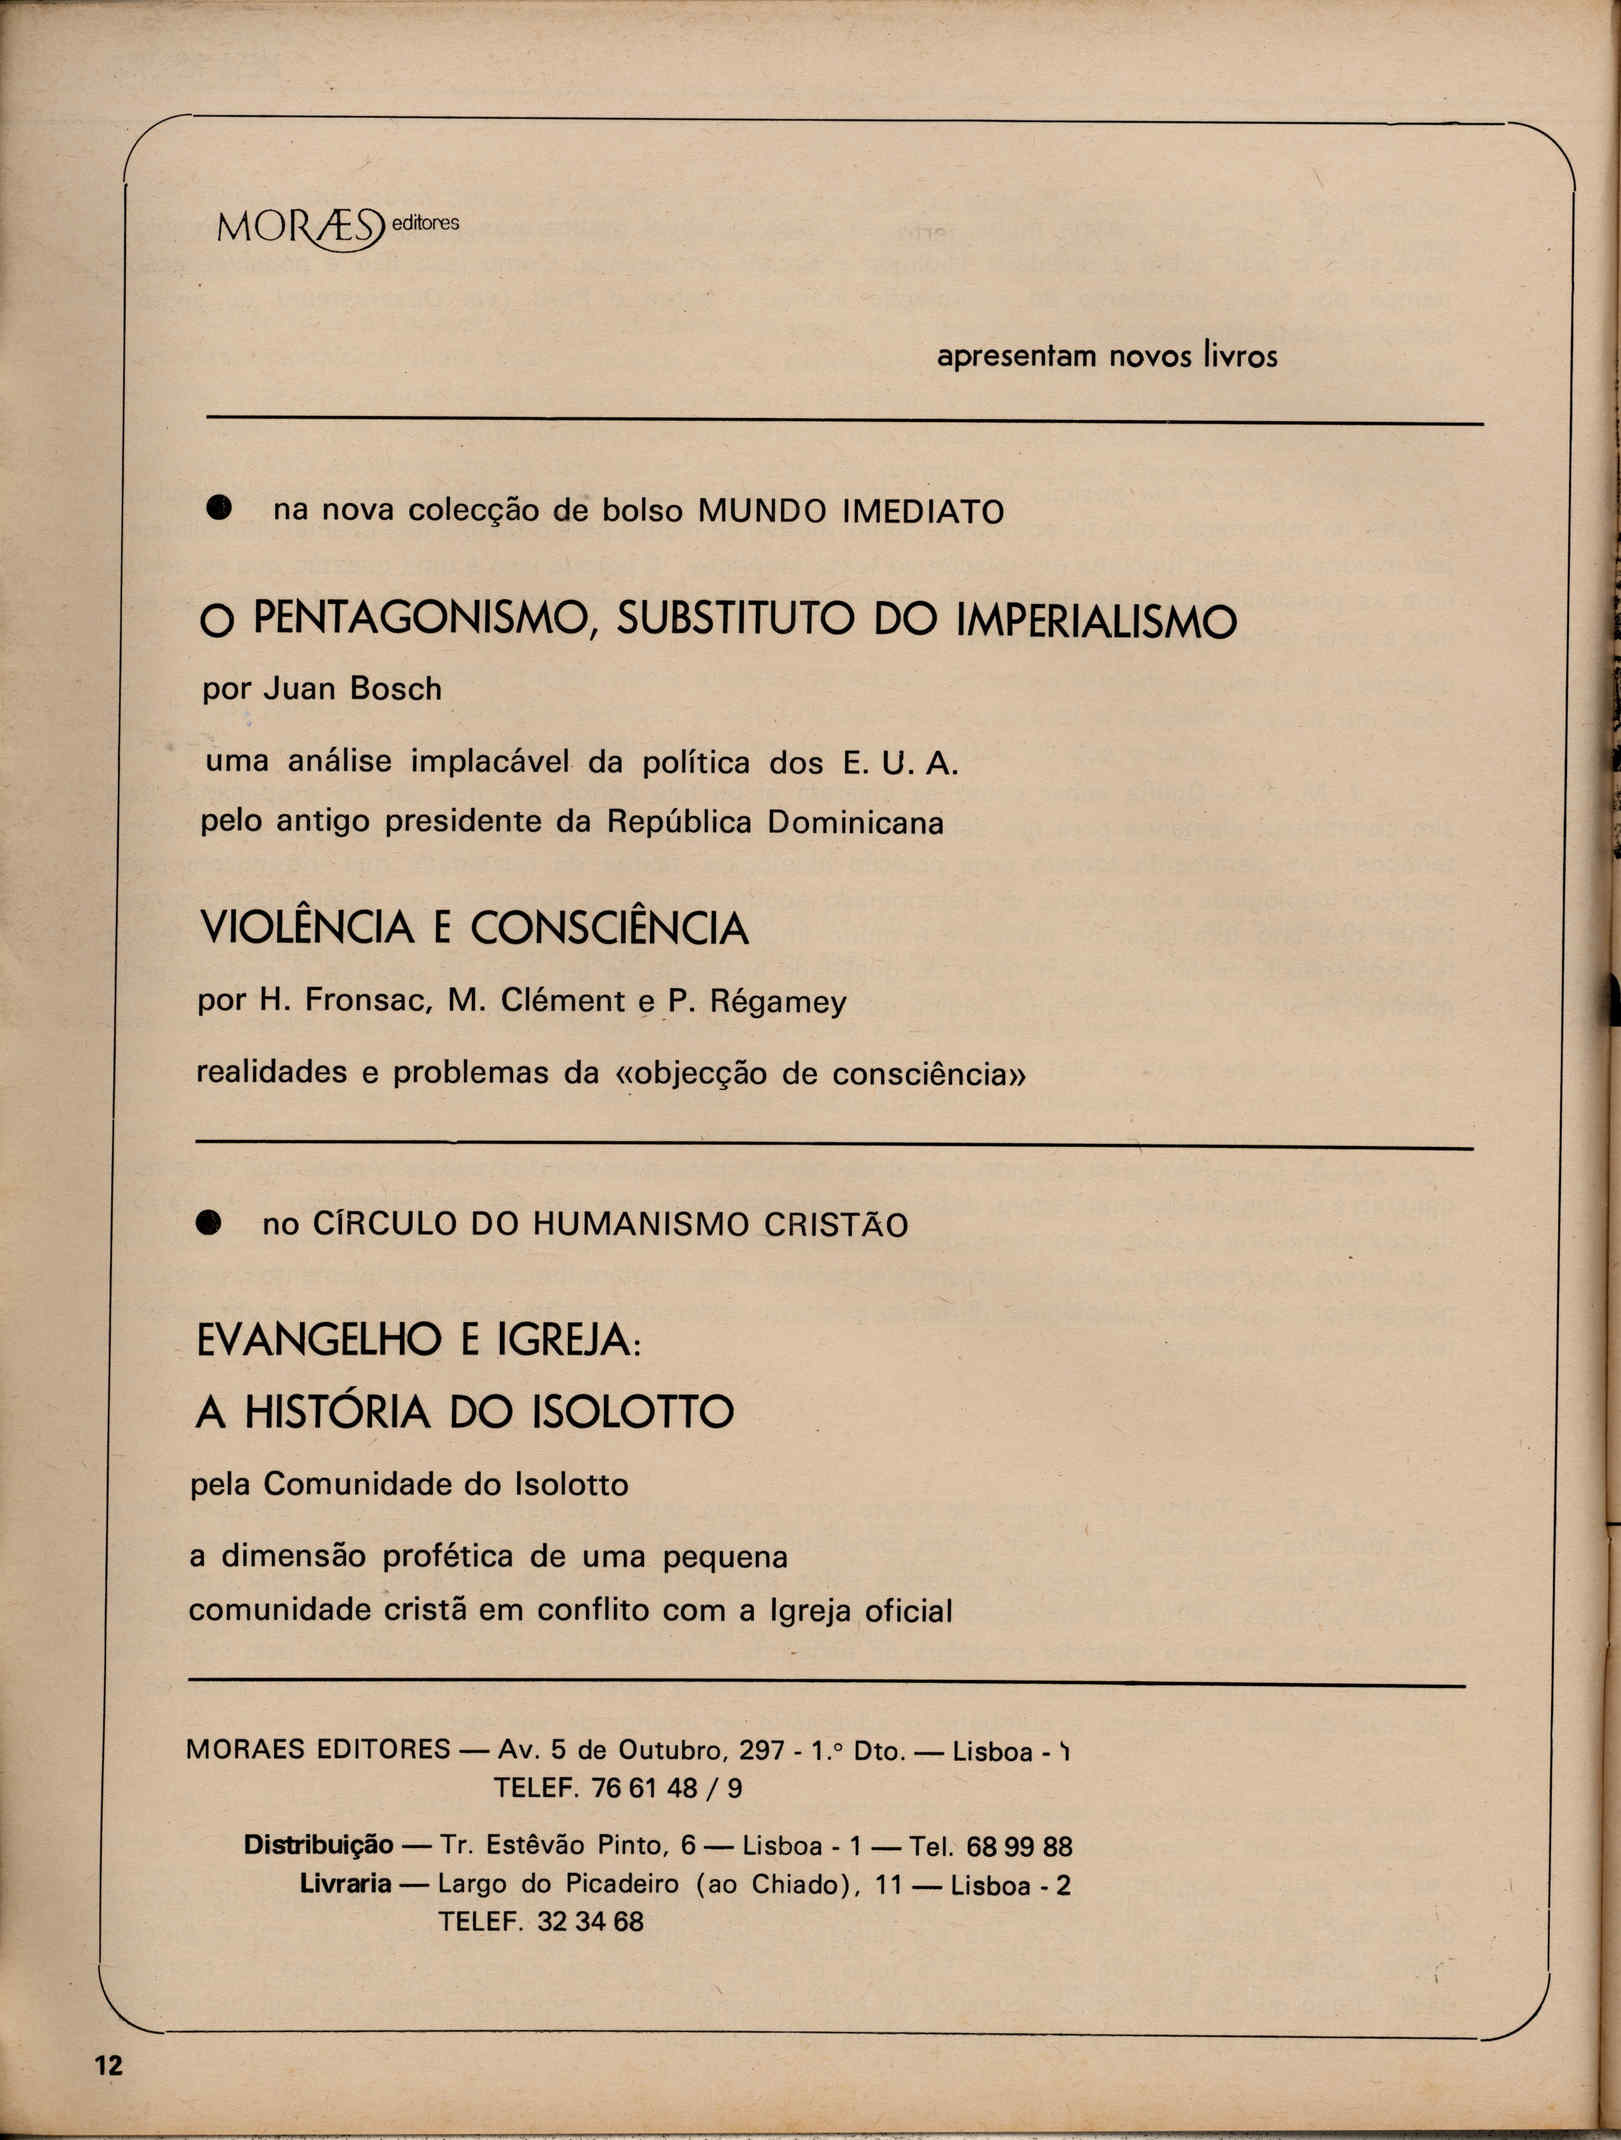 MORÆS editores
apresentam novos livros
● na nova colecção de bolso MUNDO IMEDIATO
O PENTAGONISMO, SUBSTITUTO DO IMPERIALISMO
por Juan Bosch
uma análise implacável da política dos E. U. A.
pelo antigo presidente da República Dominicana
VIOLÊNCIA E CONSCIÊNCIA
por H. Fronsac, M. Clément e P. Régamey
realidades e problemas da «objecção de consciência»
● no CÍRCULO DO HUMANISMO CRISTÃO
EVANGELHO E IGREJA:
A HISTÓRIA DO ISOLOTTO
pela Comunidade do Isolotto
a dimensão profética de uma pequena
comunidade cristã em conflito com a Igreja oficial
MORAES EDITORES — Av. 5 de Outubro, 297 - 1.º Dto. — Lisboa - 1
TELEF. 76 61 48 / 9
Distribuição — Tr. Estêvão Pinto, 6 — Lisboa - 1 — Tel. 68 99 88
Livraria — Largo do Picadeiro (ao Chiado), 11 — Lisboa - 2
TELEF. 32 34 68
12